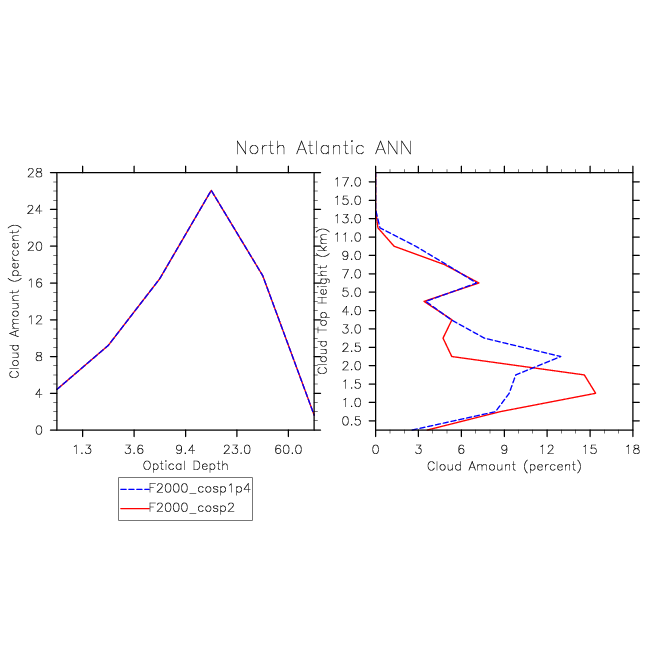 North Atlantic ANN
28
24
20
16
12
8
4
0
Cloud Amount (percent)
1.3 3.6 9.4 23.0 60.0
Optical Depth
17.0
15.0
13.0
11.0
9.0
7.0
5.0
4.0
3.0
2.5
2.0
1.5
1.0
0.5
Cloud Top Height (km)
0 3 6 9 12 15 18
Cloud Amount (percent)
F2000_cosp1p4
F2000_cosp2